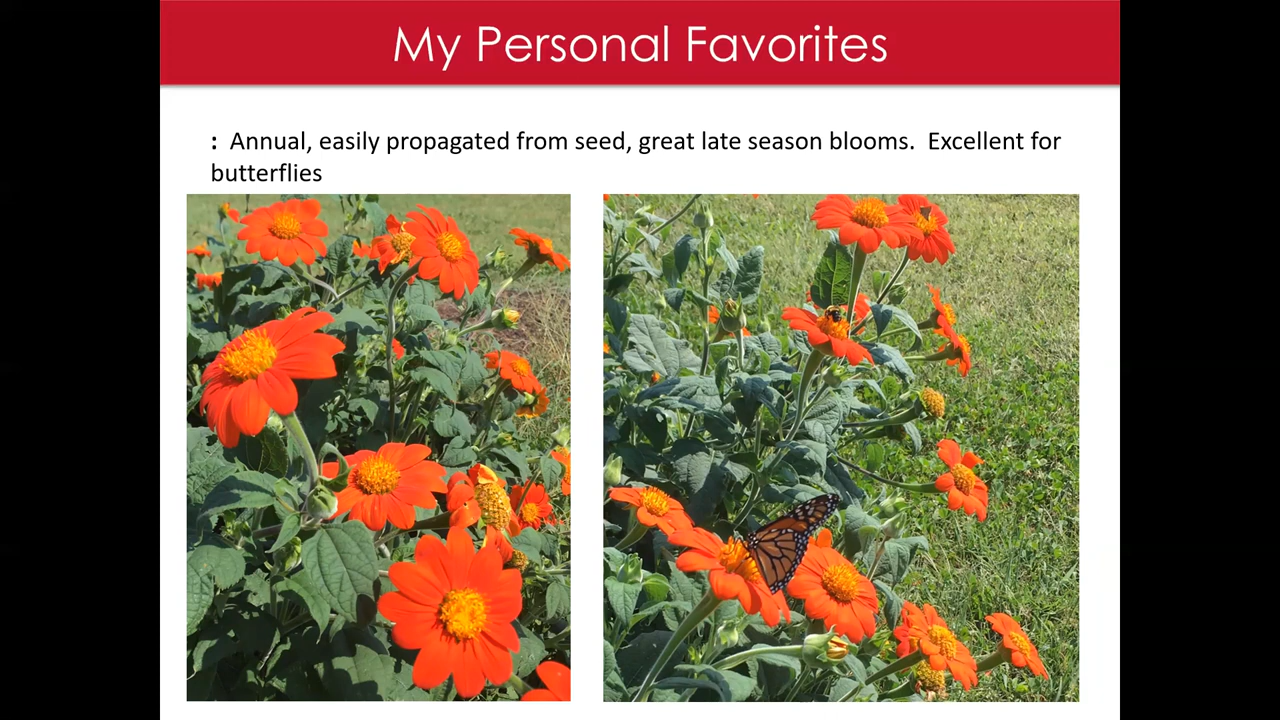 My Personal Favorites
: Annual, easily propagated from seed, great late season blooms. Excellent for
butterflies